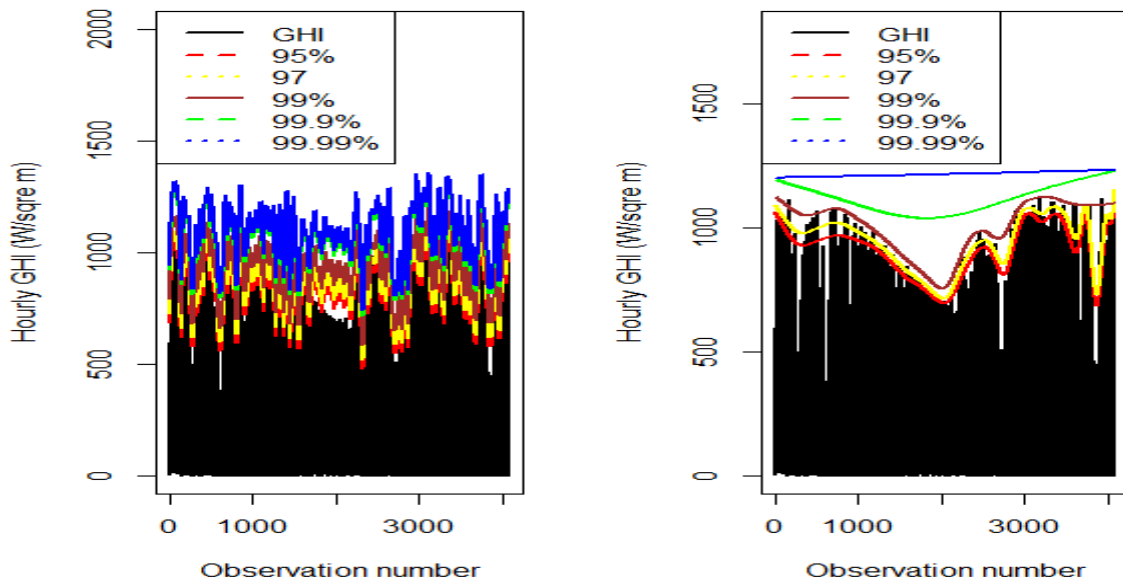 GHI
95%
97
99%
99.9%
99.99%
2000
1500
1000
500
0
Hourly GHI (W/sqre m)
0 1000 3000
Observation number
GHI
95%
97
99%
99.9%
99.99%
1500
1000
500
0
Hourly GHI (W/sqre m)
0 1000 3000
Observation number